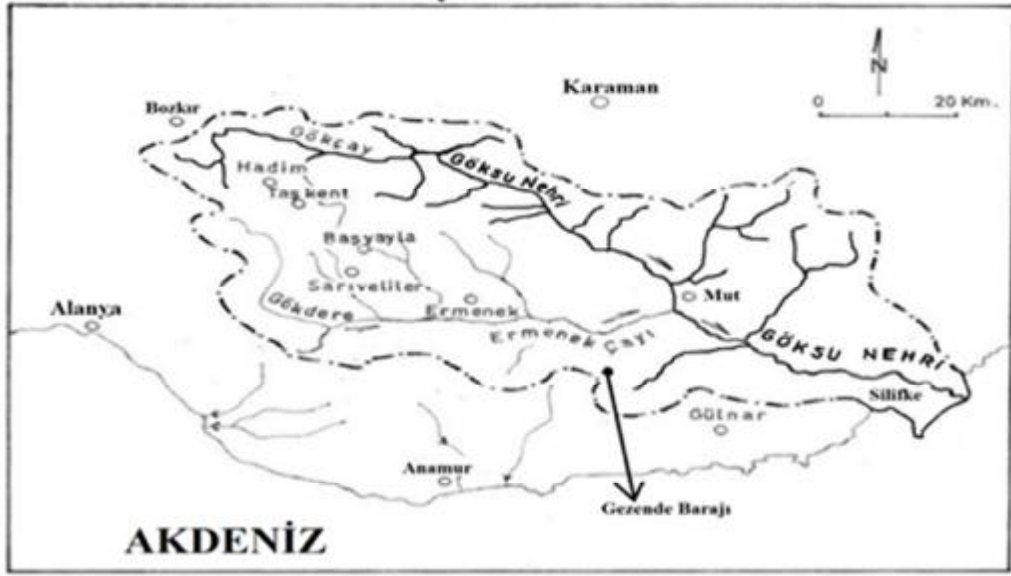 Karaman
N
0 20 Km.
Bozkır
Gökçay
GÖKSU NEHRİ
Hadim
Taşkent
Başyayla
Sarıveliler
Gökdere
Ermenek
Ermenek Çayı
Mut
Alanya
GÖKSU NEHRİ
Silifke
Gülnar
Anamur
Gezende Barajı
AKDENİZ